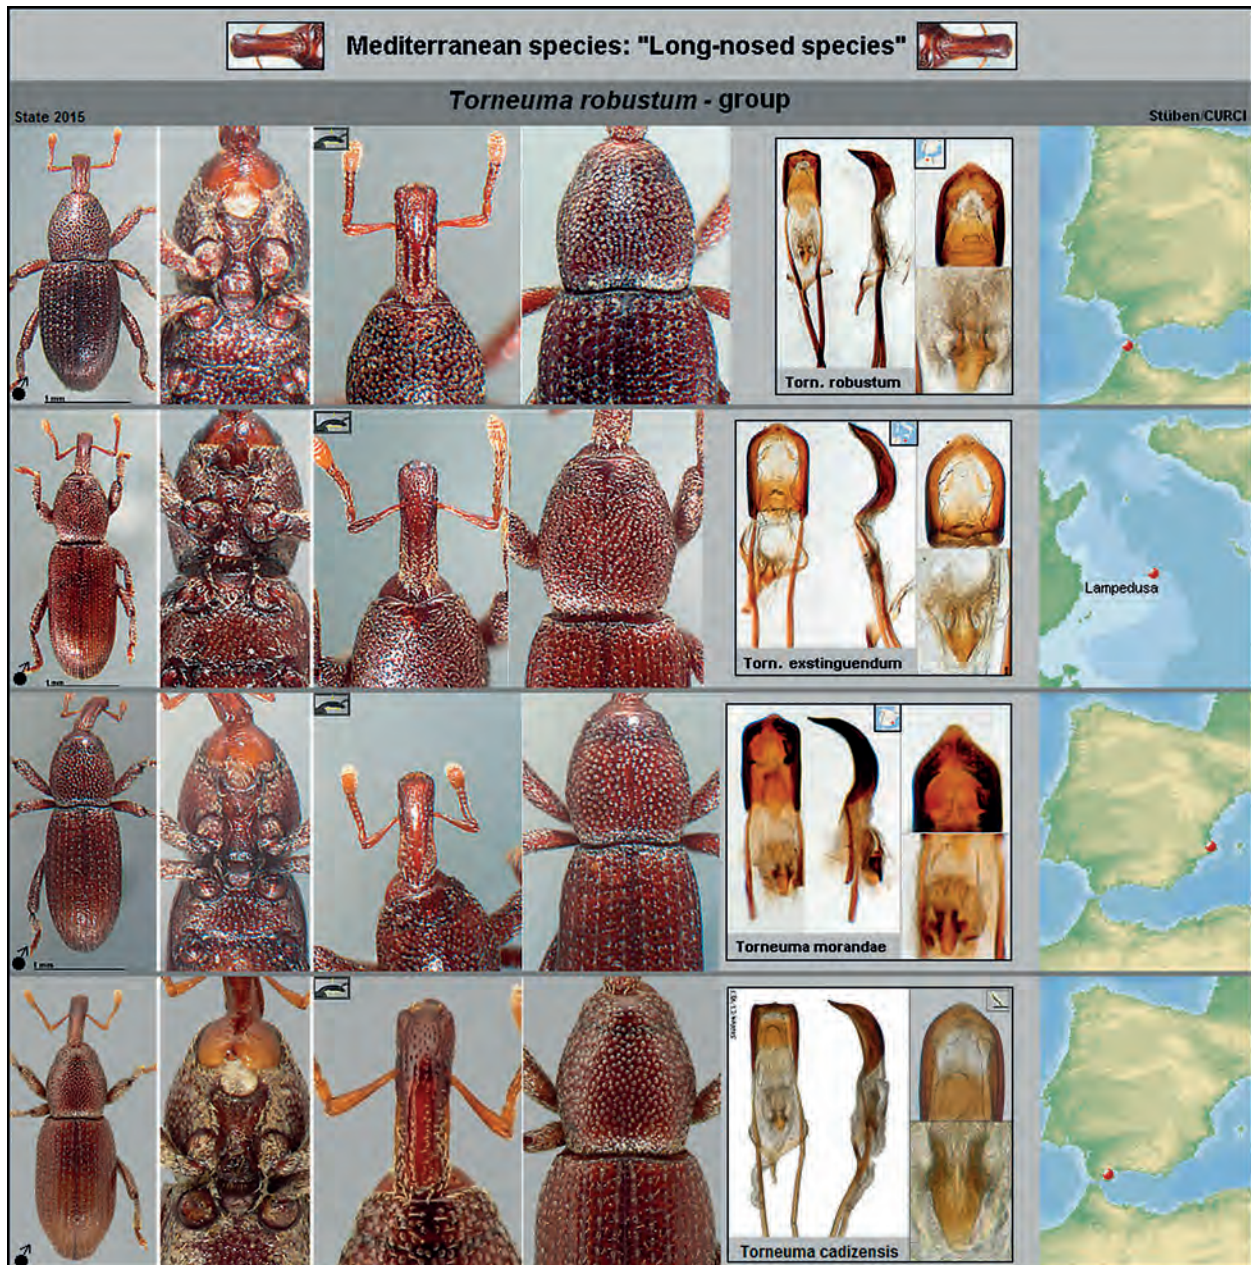 Mediterranean species: "Long-nosed species"
Torneuma robustum - group
State 2015
Stüben/CURCI
1 mm
Torn. robustum
1 mm
Torn. exstinguendum
Lampedusa
1 mm
Torneuma morandae
Torneuma cadizensis